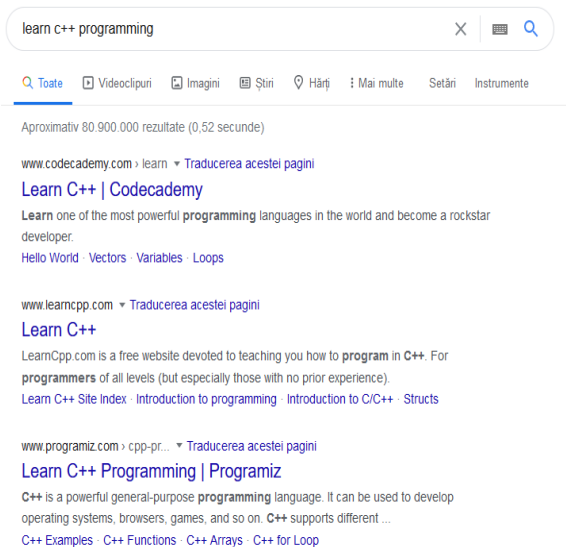 learn c++ programming
Toate Videoclipuri Imagini Știri Hărți Mai multe Setări Instrumente
Aproximativ 80.900.000 rezultate (0,52 secunde)
www.codecademy.com › learn ▾ Traducerea acestei pagini
Learn C++ | Codecademy
Learn one of the most powerful programming languages in the world and become a rockstar
developer.
Hello World · Vectors · Variables · Loops
www.learncpp.com ▾ Traducerea acestei pagini
Learn C++
LearnCpp.com is a free website devoted to teaching you how to program in C++. For
programmers of all levels (but especially those with no prior experience).
Learn C++ Site Index · Introduction to programming · Introduction to C/C++ · Structs
www.programiz.com › cpp-pr... ▾ Traducerea acestei pagini
Learn C++ Programming | Programiz
C++ is a powerful general-purpose programming language. It can be used to develop
operating systems, browsers, games, and so on. C++ supports different ...
C++ Examples · C++ Functions · C++ Arrays · C++ for Loop